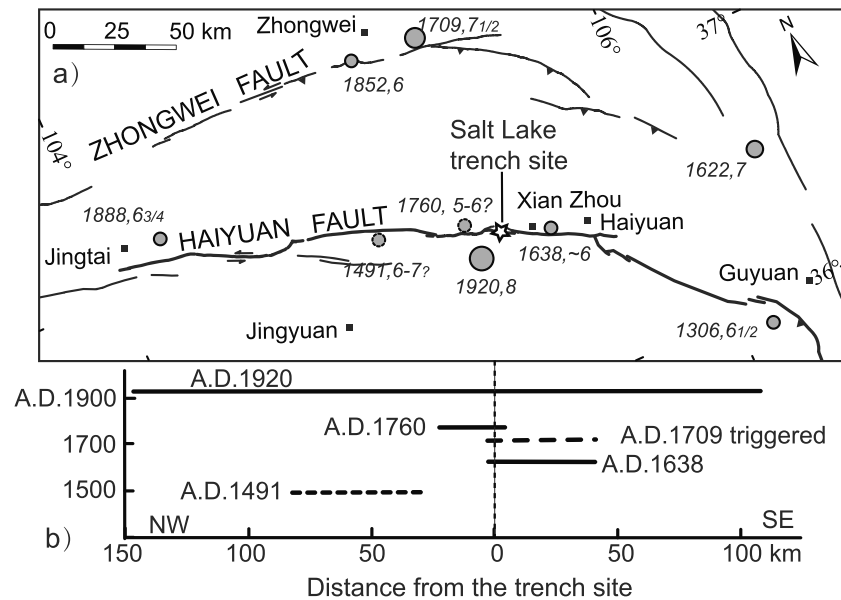 0 25 50 km
Zhongwei
1709,7 1/2
106°
37°
N
a)
1852,6
ZHONGWEI FAULT
104°
Salt Lake
trench site
1622,7
1888,6 3/4
1760, 5-6?
Xian Zhou
HAIYUAN FAULT
Haiyuan
Jingtai
1491,6-7?
1638,~6
1920,8
Guyuan
36°
Jingyuan
1306,6 1/2
A.D.1920
A.D.1900
A.D.1760
A.D.1709 triggered
1700
A.D.1638
1500
A.D.1491
b)
NW
SE
150 100 50 0 50 100 km
Distance from the trench site